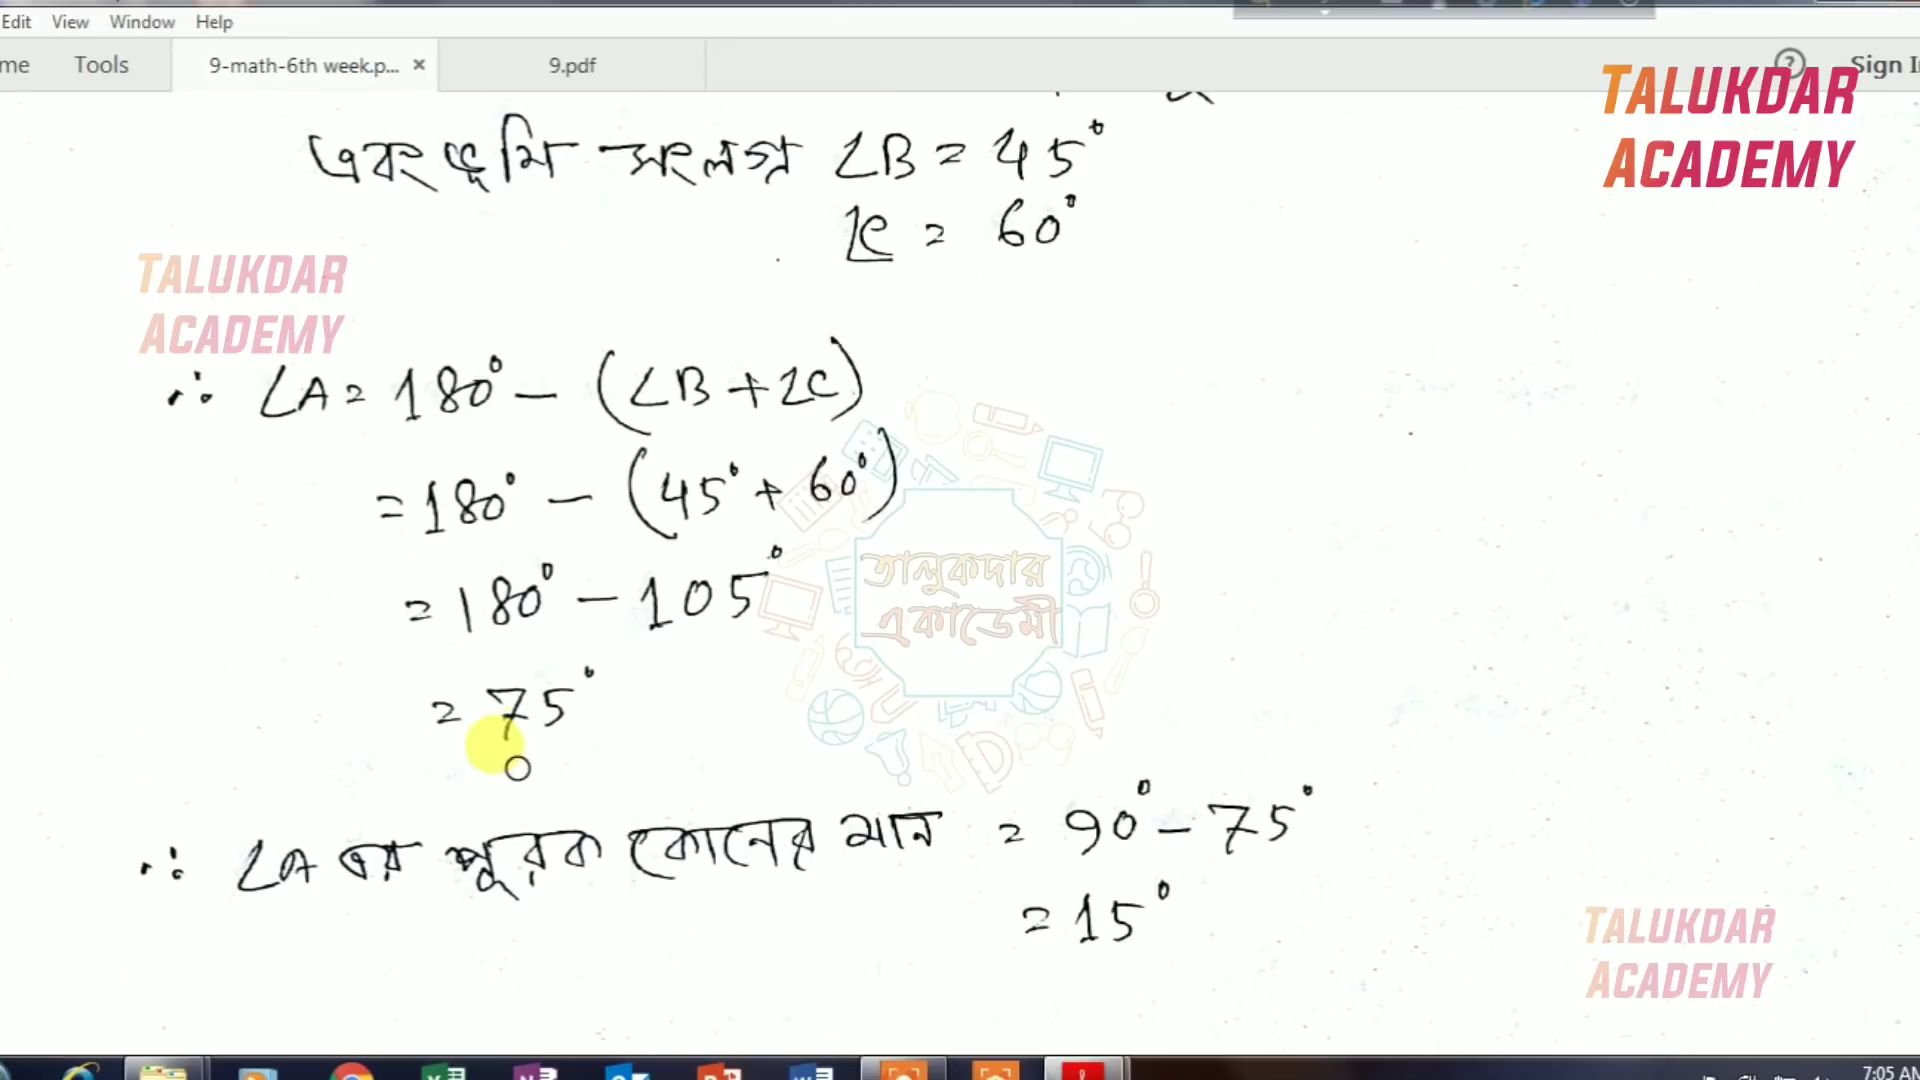 Edit View Window Help
me Tools 9-math-6th week.p... × 9.pdf ? Sign I
TALUKDAR
ACADEMY
এবং ভূমি সংলগ্ন ∠B = 45°
∠C = 60°
TALUKDAR
ACADEMY
∴ ∠A = 180° − (∠B + ∠C)
= 180° − (45° + 60°)
= 180° − 105°
= 75°
তালুকদার
একাডেমী
∴ ∠A এর পূরক কোনের মান = 90° − 75°
= 15°
TALUKDAR
ACADEMY
7:05 AM